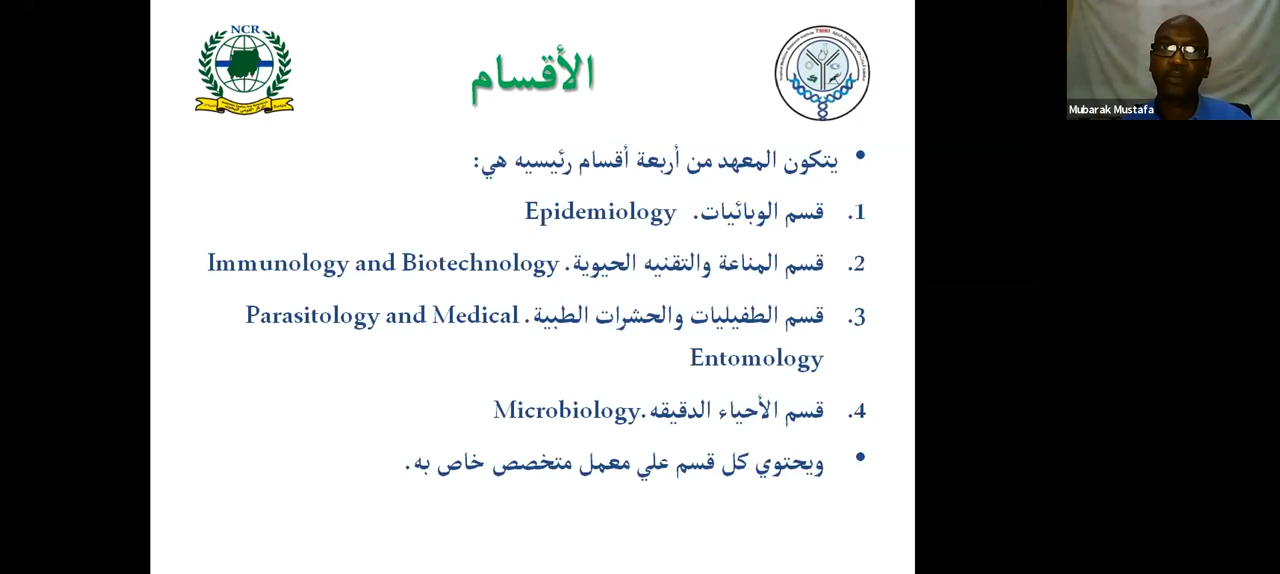 NCR
الأقسام
TMRI
• يتكون المعهد من أربعة أقسام رئيسيه هي:
1. قسم الوبائيات. Epidemiology
2. قسم المناعة والتقنيه الحيوية. Immunology and Biotechnology
3. قسم الطفيليات والحشرات الطبية. Parasitology and Medical
Entomology
4. قسم الأحياء الدقيقه.Microbiology
• ويحتوي كل قسم علي معمل متخصص خاص به.
Mubarak Mustafa